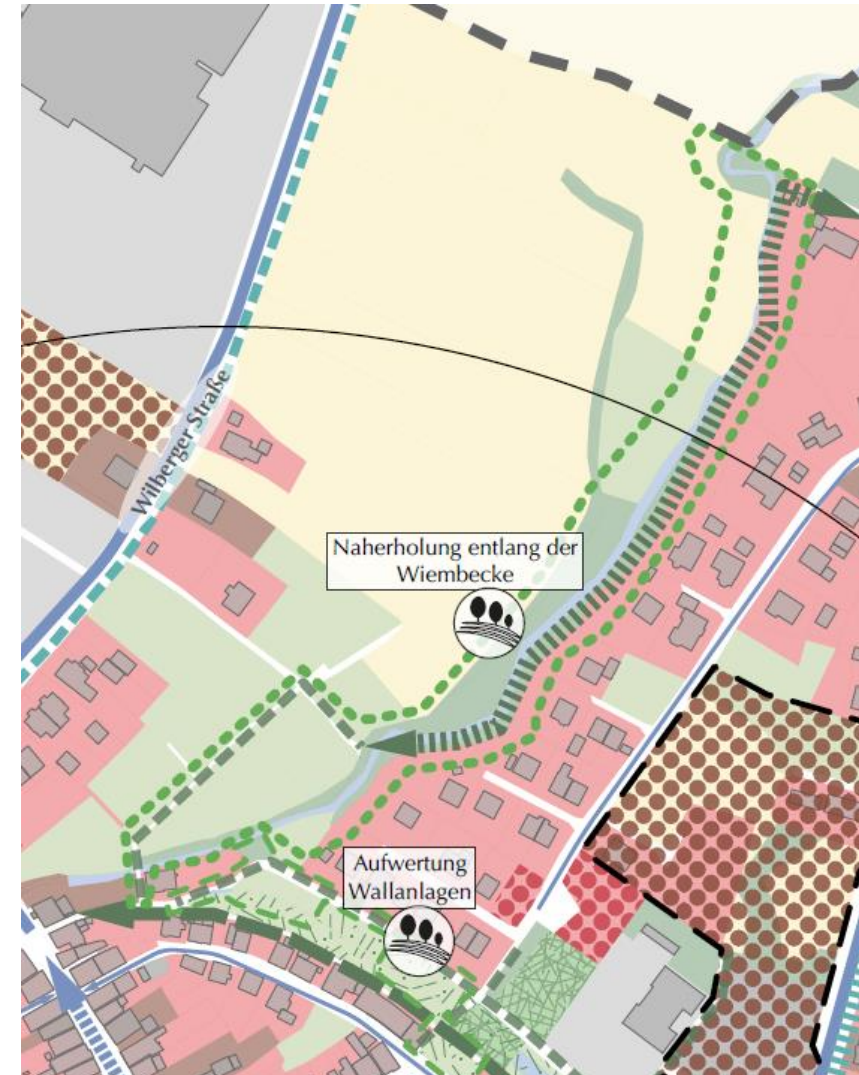 Wilberger Straße
Naherholung entlang der
Wiembecke
Aufwertung
Wallanlagen